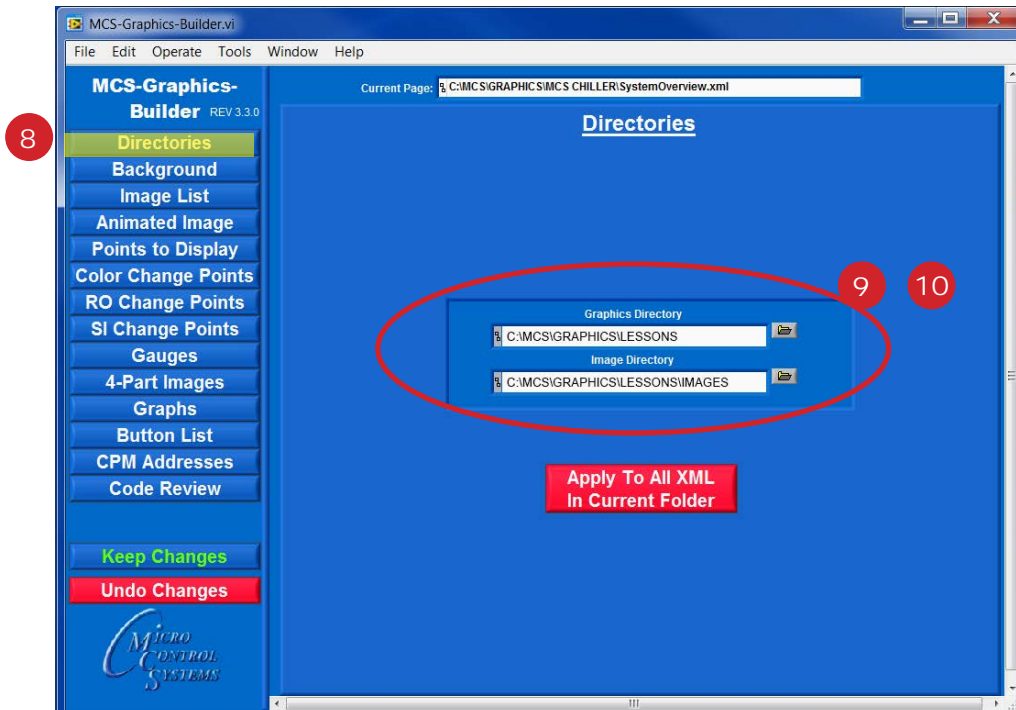 MCS-Graphics-Builder.vi
File Edit Operate Tools Window Help
MCS-Graphics-
Builder REV 3.3.0
Current Page: C:\MCS\GRAPHICS\MCS CHILLER\SystemOverview.xml
Directories
8
Directories
Background
Image List
Animated Image
Points to Display
Color Change Points
RO Change Points
SI Change Points
Gauges
4-Part Images
Graphs
Button List
CPM Addresses
Code Review
Keep Changes
Undo Changes
MICRO
CONTROL
SYSTEMS
9 10
Graphics Directory
C:\MCS\GRAPHICS\LESSONS
Image Directory
C:\MCS\GRAPHICS\LESSONS\IMAGES
Apply To All XML
In Current Folder